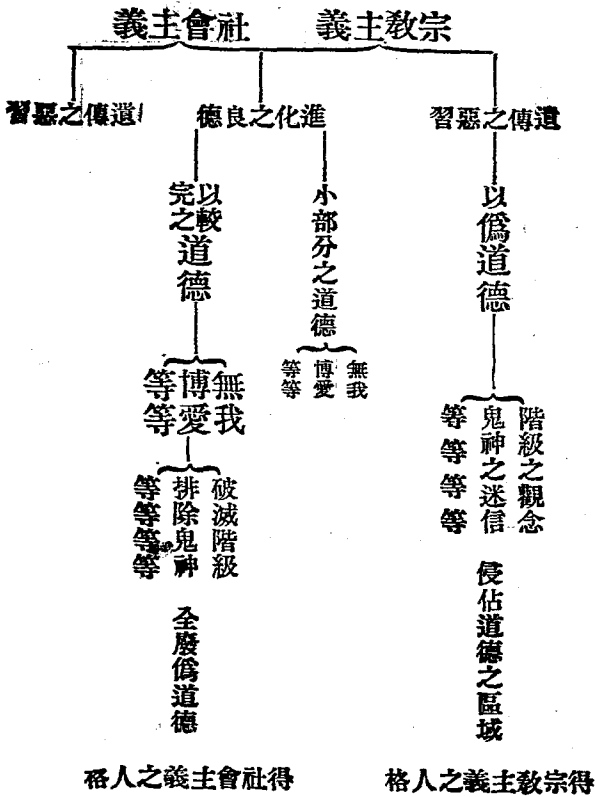 宗教主義
社會主義
遺傳之惡習
進化之良德
遺傳之惡習
以僞道德
小部分之道德
以較完之道德
無我
博愛
等等
無我
博愛
等等
階級之觀念
鬼神之迷信
等等等等
破滅階級
排除鬼神
等等等等
侵佔道德之區域
全廢僞道德
得宗教主義之人格
得社會主義之人格